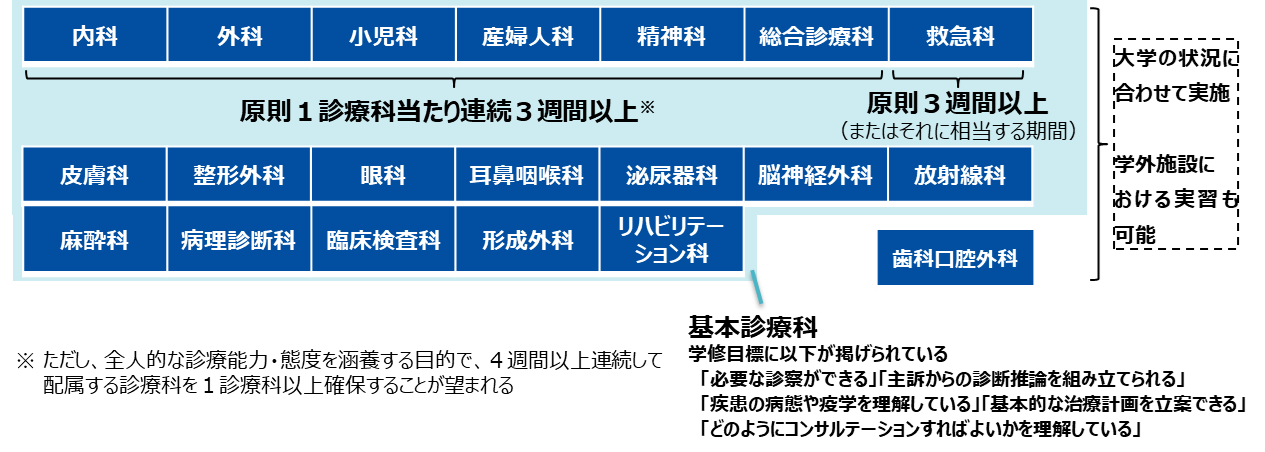 内科 外科 小児科 産婦人科 精神科 総合診療科 救急科
原則１診療科当たり連続３週間以上※
原則３週間以上
（またはそれに相当する期間）
皮膚科 整形外科 眼科 耳鼻咽喉科 泌尿器科 脳神経外科 放射線科
麻酔科 病理診断科 臨床検査科 形成外科 リハビリテー
ション科
歯科口腔外科
大学の状況に
合わせて実施
学外施設に
おける実習も
可能
基本診療科
学修目標に以下が掲げられている
「必要な診察ができる」「主訴からの診断推論を組み立てられる」
「疾患の病態や疫学を理解している」「基本的な治療計画を立案できる」
「どのようにコンサルテーションすればよいかを理解している」
※ ただし、全人的な診療能力・態度を涵養する目的で、４週間以上連続して
配属する診療科を１診療科以上確保することが望まれる